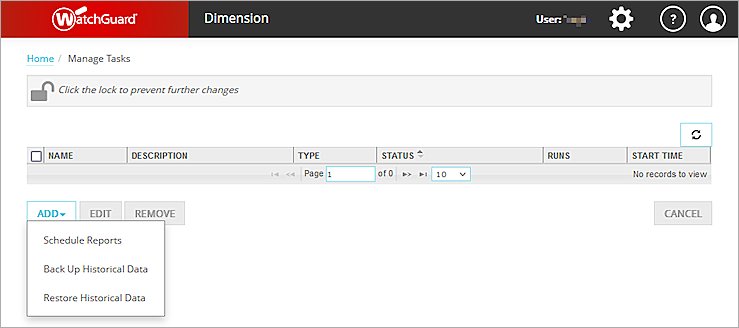 WatchGuard Dimension User:
Home / Manage Tasks
Click the lock to prevent further changes
NAME DESCRIPTION TYPE STATUS RUNS START TIME
Page 1 of 0 10 No records to view
ADD EDIT REMOVE CANCEL
Schedule Reports
Back Up Historical Data
Restore Historical Data